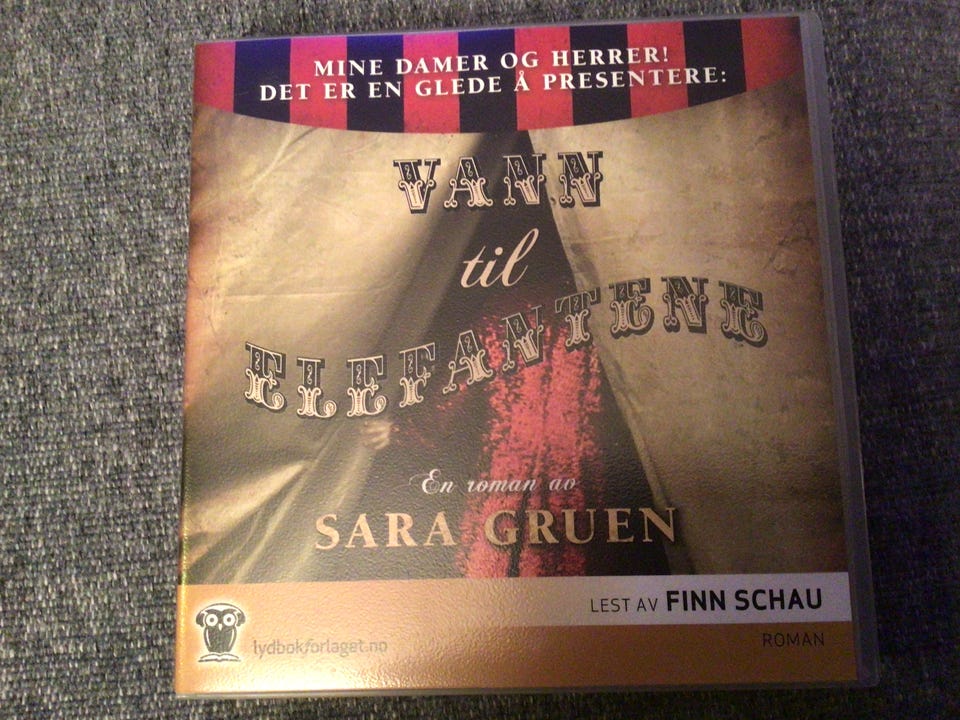 MINE DAMER OG HERRER!
DET ER EN GLEDE Å PRESENTERE:
VANN
til
ELEFANTENE
En roman av
SARA GRUEN
LEST AV FINN SCHAU
ROMAN
lydbokforlaget.no